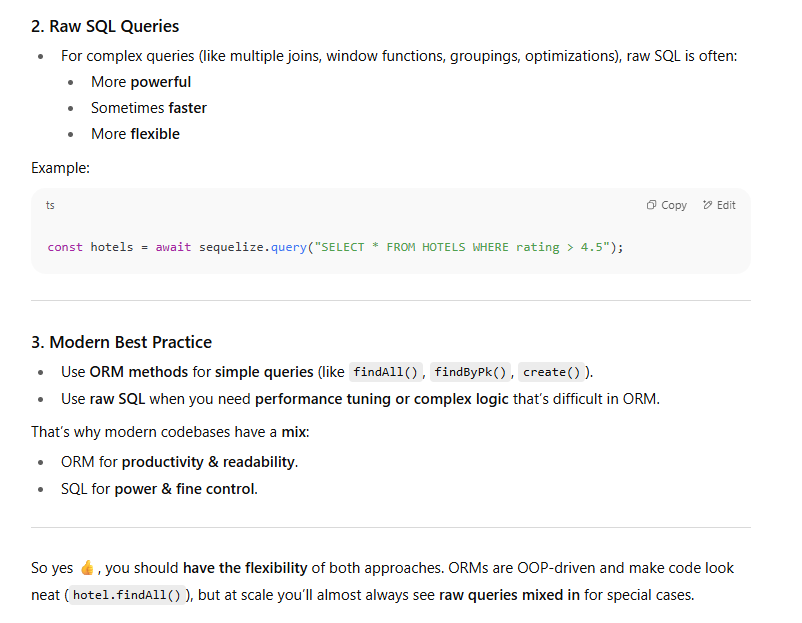 2. Raw SQL Queries
• For complex queries (like multiple joins, window functions, groupings, optimizations), raw SQL is often:
• More powerful
• Sometimes faster
• More flexible
Example:
ts Copy Edit
const hotels = await sequelize.query("SELECT * FROM HOTELS WHERE rating > 4.5");
3. Modern Best Practice
• Use ORM methods for simple queries (like findAll(), findByPk(), create()).
• Use raw SQL when you need performance tuning or complex logic that's difficult in ORM.
That's why modern codebases have a mix:
• ORM for productivity & readability.
• SQL for power & fine control.
So yes 👍, you should have the flexibility of both approaches. ORMs are OOP-driven and make code look
neat (hotel.findAll()), but at scale you'll almost always see raw queries mixed in for special cases.